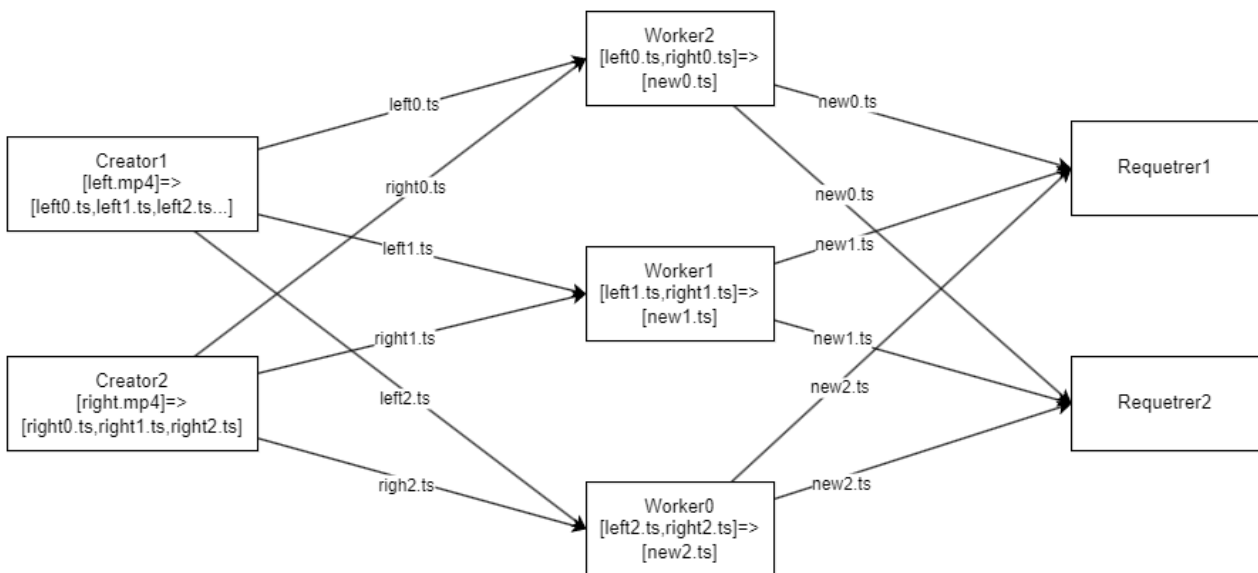 Worker2
[left0.ts,right0.ts]=>
[new0.ts]
left0.ts
new0.ts
Creator1
[left.mp4]=>
[left0.ts,left1.ts,left2.ts...]
Requetrer1
right0.ts
new0.ts
left1.ts
new1.ts
Worker1
[left1.ts,right1.ts]=>
[new1.ts]
right1.ts
new1.ts
Creator2
[right.mp4]=>
[right0.ts,right1.ts,right2.ts]
left2.ts
new2.ts
Requetrer2
righ2.ts
new2.ts
Worker0
[left2.ts,right2.ts]=>
[new2.ts]